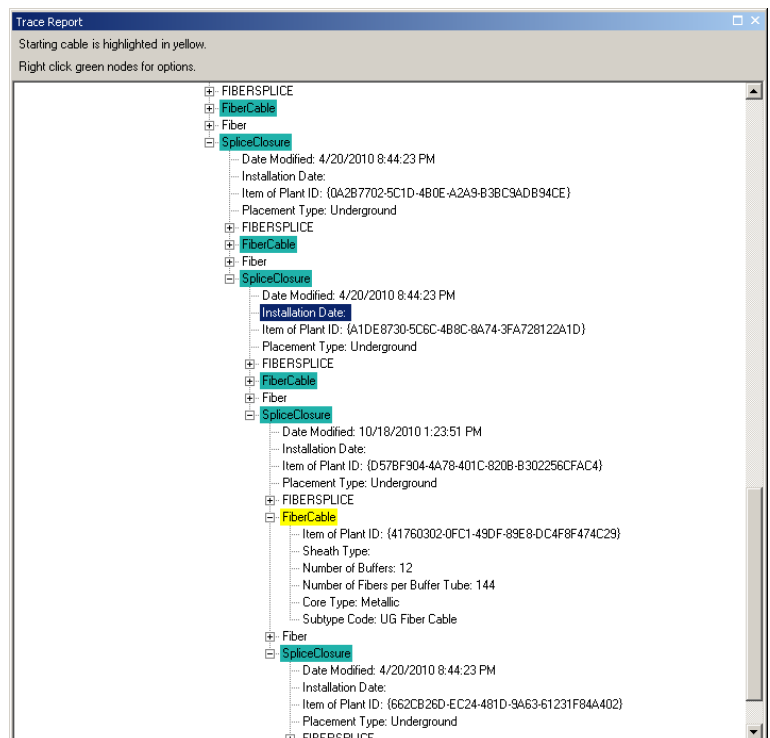 Trace Report
Starting cable is highlighted in yellow.
Right click green nodes for options.
FIBERSPLICE
FiberCable
Fiber
SpliceClosure
Date Modified: 4/20/2010 8:44:23 PM
Installation Date:
Item of Plant ID: {0A2B7702-5C1D-4B0E-A2A9-B3BC9ADB94CE}
Placement Type: Underground
FIBERSPLICE
FiberCable
Fiber
SpliceClosure
Date Modified: 4/20/2010 8:44:23 PM
Installation Date:
Item of Plant ID: {A1DE8730-5C6C-4B8C-8A74-3FA728122A1D}
Placement Type: Underground
FIBERSPLICE
FiberCable
Fiber
SpliceClosure
Date Modified: 10/18/2010 1:23:51 PM
Installation Date:
Item of Plant ID: {D57BF904-4A78-401C-820B-B302256CFAC4}
Placement Type: Underground
FIBERSPLICE
FiberCable
Item of Plant ID: {41760302-0FC1-49DF-89E8-DC4F8F474C29}
Sheath Type:
Number of Buffers: 12
Number of Fibers per Buffer Tube: 144
Core Type: Metallic
Subtype Code: UG Fiber Cable
Fiber
SpliceClosure
Date Modified: 4/20/2010 8:44:23 PM
Installation Date:
Item of Plant ID: {662CB26D-EC24-481D-9A63-61231F84A402}
Placement Type: Underground
FIBERSPLICE